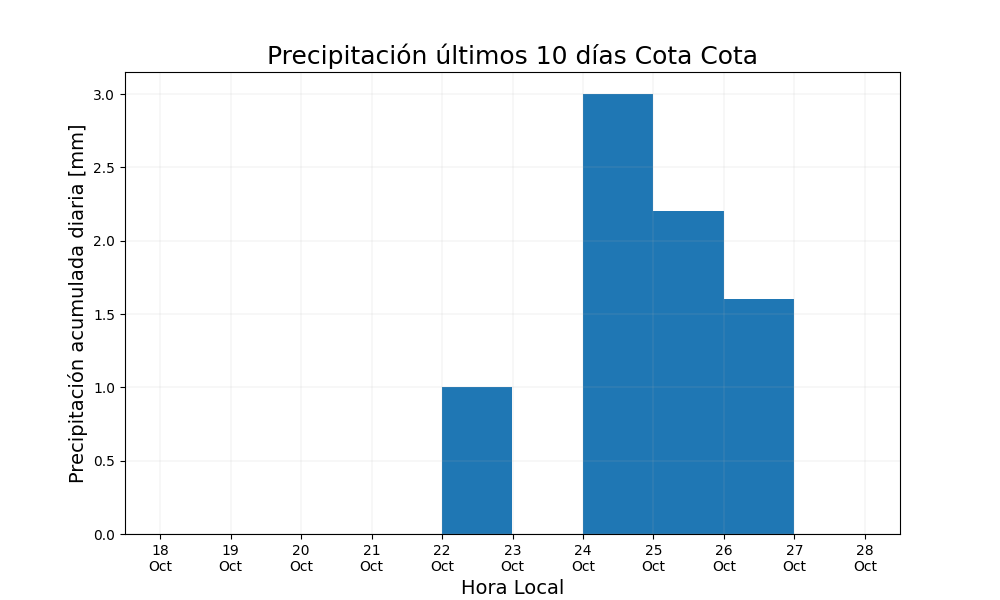 Precipitación últimos 10 días Cota Cota
Precipitación acumulada diaria [mm]
3.0
2.5
2.0
1.5
1.0
0.5
0.0
18 19 20 21 22 23 24 25 26 27 28
Oct Oct Oct Oct Oct Oct Oct Oct Oct Oct Oct
Hora Local